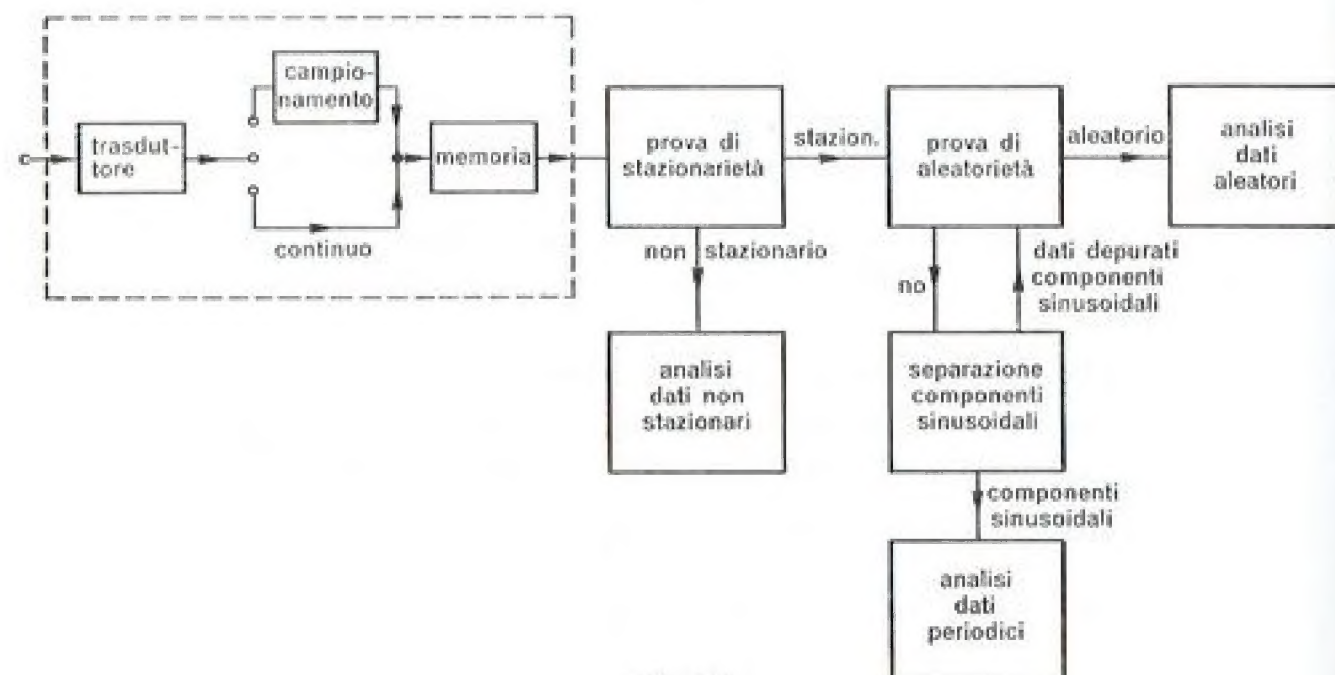 campio-
namento
trasdut-
tore
memoria
continuo
prova di
stazionarietà
stazion.
prova di
aleatorietà
aleatorio
analisi
dati
aleatori
non stazionario
no
dati depurati
componenti
sinusoidali
analisi
dati non
stazionari
separazione
componenti
sinusoidali
componenti
sinusoidali
analisi
dati
periodici